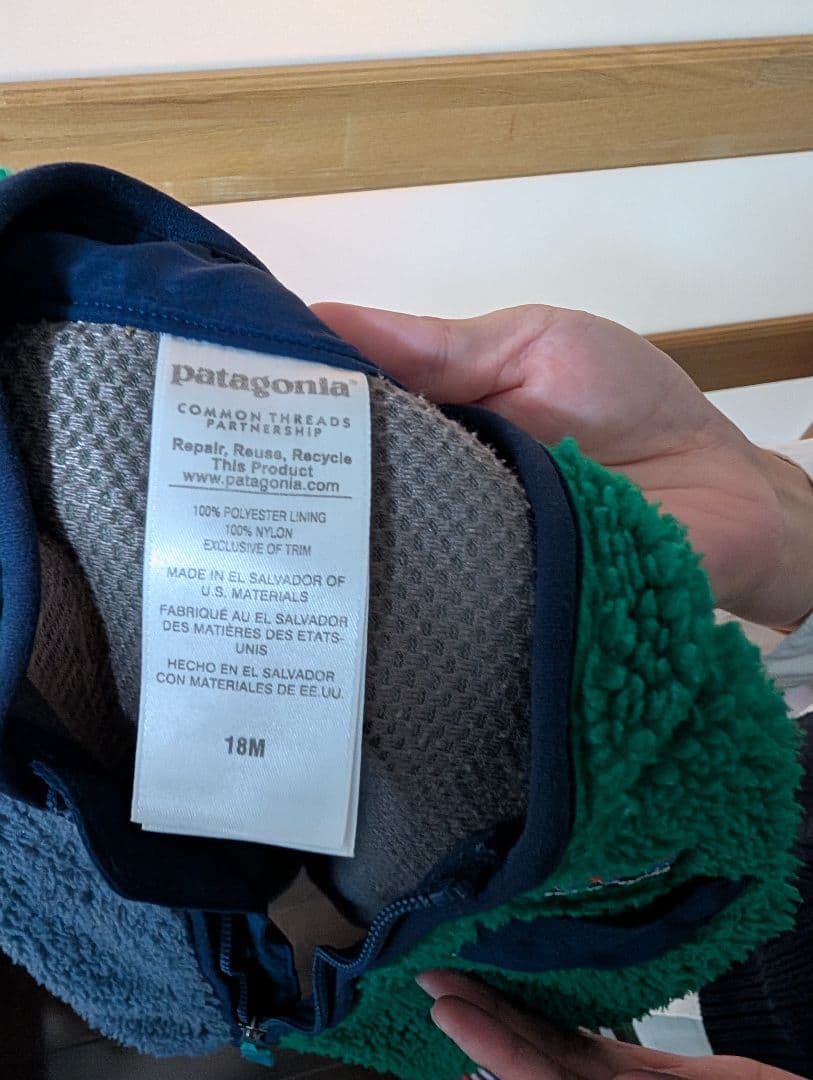 patagonia®
COMMON THREADS
PARTNERSHIP
Repair, Reuse, Recycle
This Product
www.patagonia.com
100% POLYESTER LINING
100% NYLON
EXCLUSIVE OF TRIM
MADE IN EL SALVADOR OF
U.S. MATERIALS
FABRIQUÉ AU EL SALVADOR
DES MATIÈRES DES ETATS-
UNIS
HECHO EN EL SALVADOR
CON MATERIALES DE EE.UU.
18M